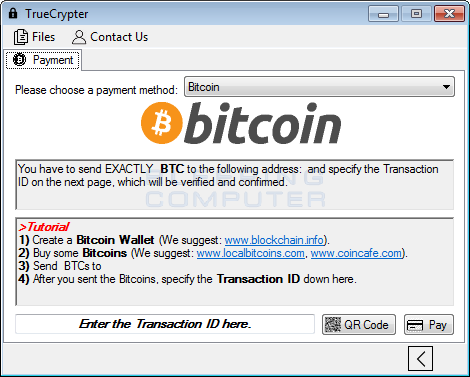 TrueCrypter
Files Contact Us
Payment
Please choose a payment method: Bitcoin
bitcoin
You have to send EXACTLY BTC to the following address: and specify the Transaction
ID on the next page, which will be verified and confirmed.
COMPUTER
>Tutorial
1) Create a Bitcoin Wallet (We suggest: www.blockchain.info).
2) Buy some Bitcoins (We suggest: www.localbitcoins.com, www.coincafe.com).
3) Send BTCs to
4) After you sent the Bitcoins, specify the Transaction ID down here.
Enter the Transaction ID here. QR Code Pay